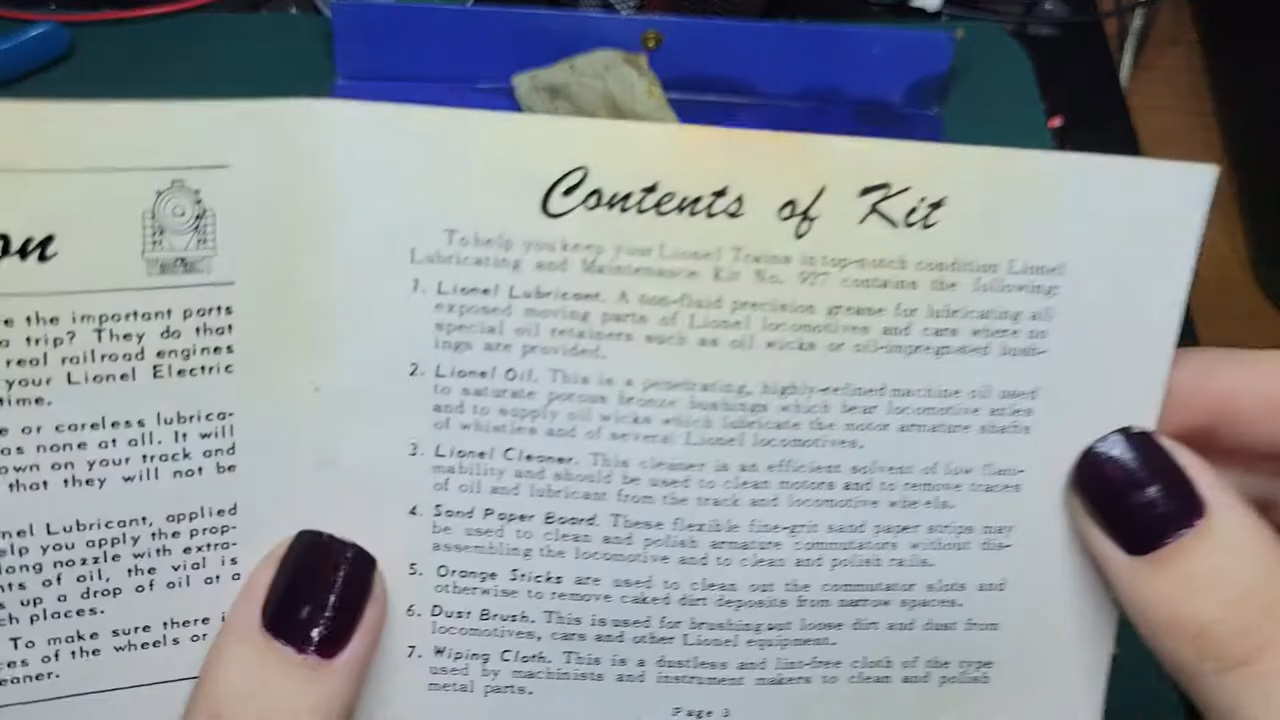 on
e the important parts
a trip? They do that
real railroad engines
your Lionel Electric
time.
e or careless lubrica-
as none at all. It will
own on your track and
that they will not be
nel Lubricant, applied
elp you apply the prop-
long nozzle with extra-
nts of oil, the vial is
s up a drop of oil at a
ch places.
To make sure there i
ces of the wheels or
eaner.
Contents of Kit
To help you keep your Lionel Trains in top-notch condition Lionel
Lubricating and Maintenance Kit No. 927 contains the following:
1. Lionel Lubricant. A non-fluid precision grease for lubricating all
exposed moving parts of Lionel locomotives and cars where no
special oil retainers such as oil wicks or oil-impregnated bush-
ings are provided.
2. Lionel Oil. This is a penetrating, highly-refined machine oil used
to saturate porous bronze bushings which bear locomotive axles
and to supply oil wicks which lubricate the motor armature shafts
of whistles and of several Lionel locomotives.
3. Lionel Cleaner. This cleaner is an efficient solvent of low flam-
mability and should be used to clean motors and to remove traces
of oil and lubricant from the track and locomotive wheels.
4. Sand Paper Board. These flexible fine-grit sand paper strips may
be used to clean and polish armature commutators without dis-
assembling the locomotive and to clean and polish rails.
5. Orange Sticks are used to clean out the commutator slots and
otherwise to remove caked dirt deposits from narrow spaces.
6. Dust Brush. This is used for brushing out loose dirt and dust from
locomotives, cars and other Lionel equipment.
7. Wiping Cloth. This is a dustless and lint-free cloth of the type
used by machinists and instrument makers to clean and polish
metal parts.
Page 3